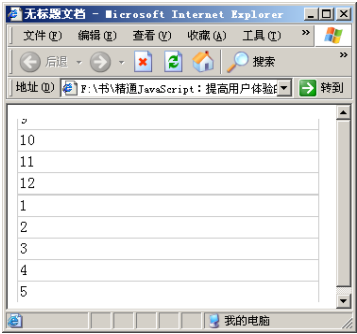 无标题文档 - Microsoft Internet Explorer
文件(F) 编辑(E) 查看(V) 收藏(A) 工具(T) »
后退 搜索 »
地址(D) F:\书\精通JavaScript:提高用户体验 转到
9
10
11
12
1
2
3
4
5
我的电脑